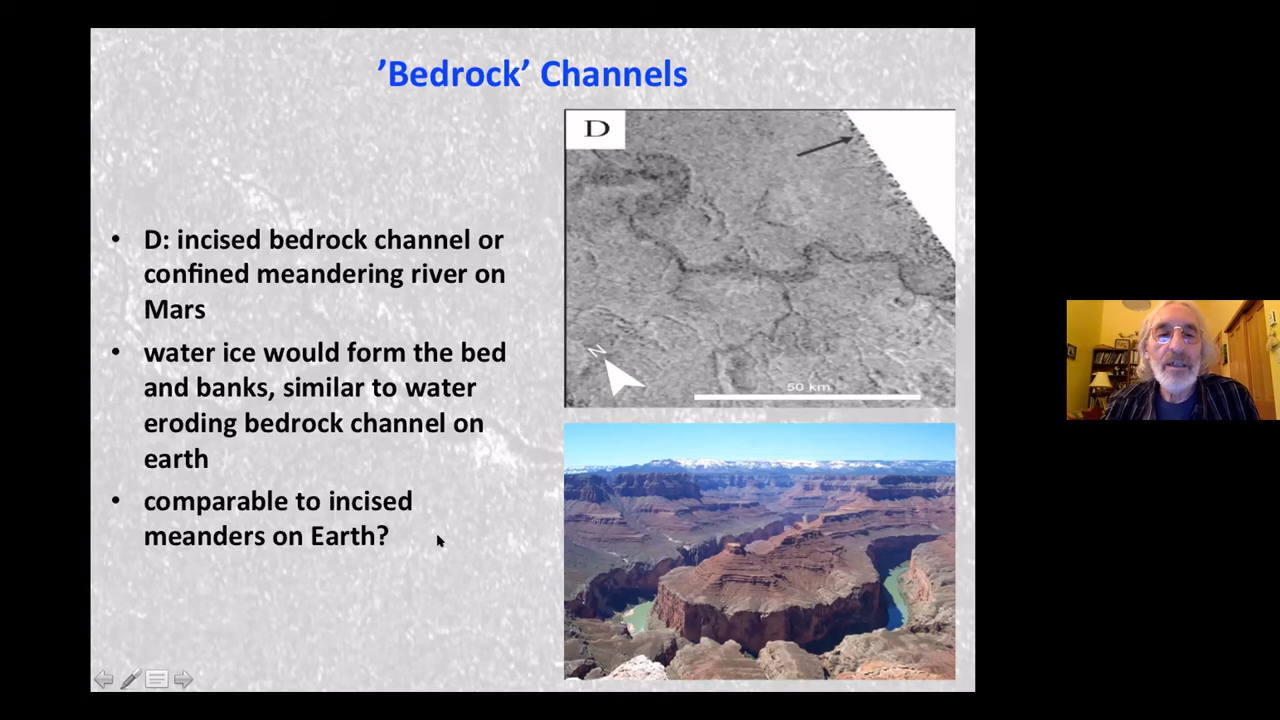 ’Bedrock’ Channels
D
• D: incised bedrock channel or
confined meandering river on
Mars
• water ice would form the bed
and banks, similar to water
eroding bedrock channel on
earth
• comparable to incised
meanders on Earth?
N
50 km